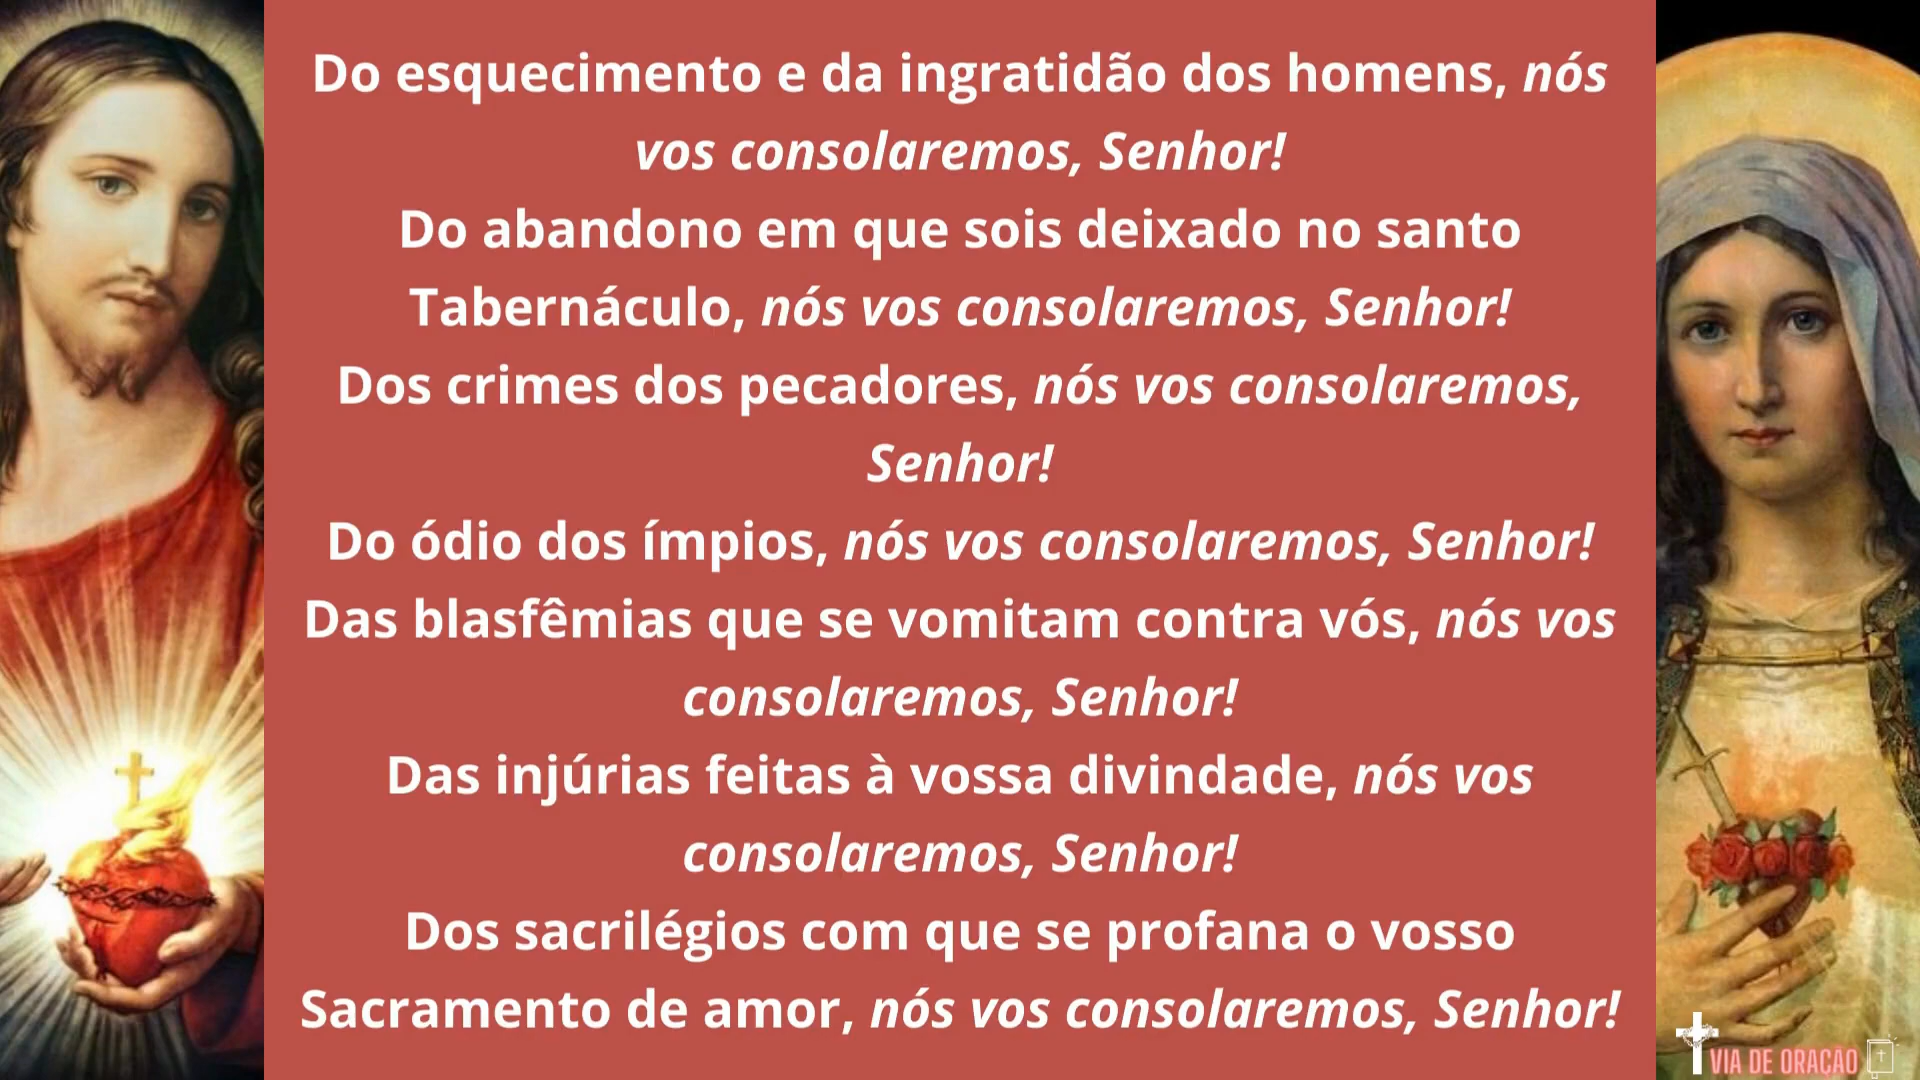 Do esquecimento e da ingratidão dos homens, nós
vos consolaremos, Senhor!
Do abandono em que sois deixado no santo
Tabernáculo, nós vos consolaremos, Senhor!
Dos crimes dos pecadores, nós vos consolaremos,
Senhor!
Do ódio dos ímpios, nós vos consolaremos, Senhor!
Das blasfêmias que se vomitam contra vós, nós vos
consolaremos, Senhor!
Das injúrias feitas à vossa divindade, nós vos
consolaremos, Senhor!
Dos sacrilégios com que se profana o vosso
Sacramento de amor, nós vos consolaremos, Senhor!
VIA DE ORAÇÃO